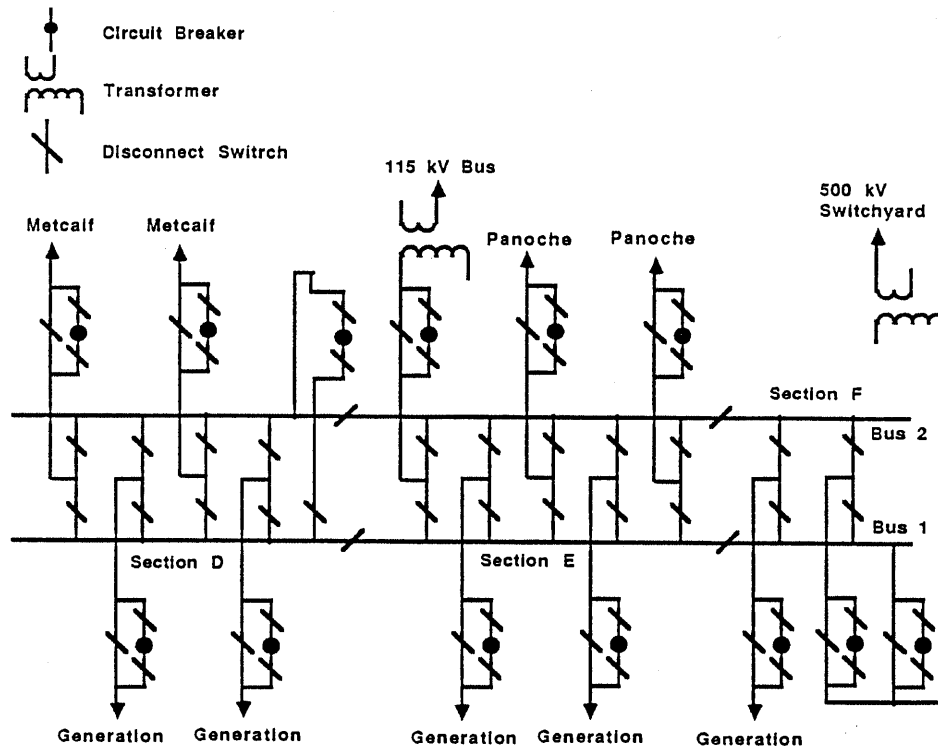 Circuit Breaker
Transformer
Disconnect Switrch
115 kV Bus
500 kV
Switchyard
Metcalf
Metcalf
Panoche
Panoche
Section F
Bus 2
Bus 1
Section D
Section E
Generation
Generation
Generation
Generation
Generation